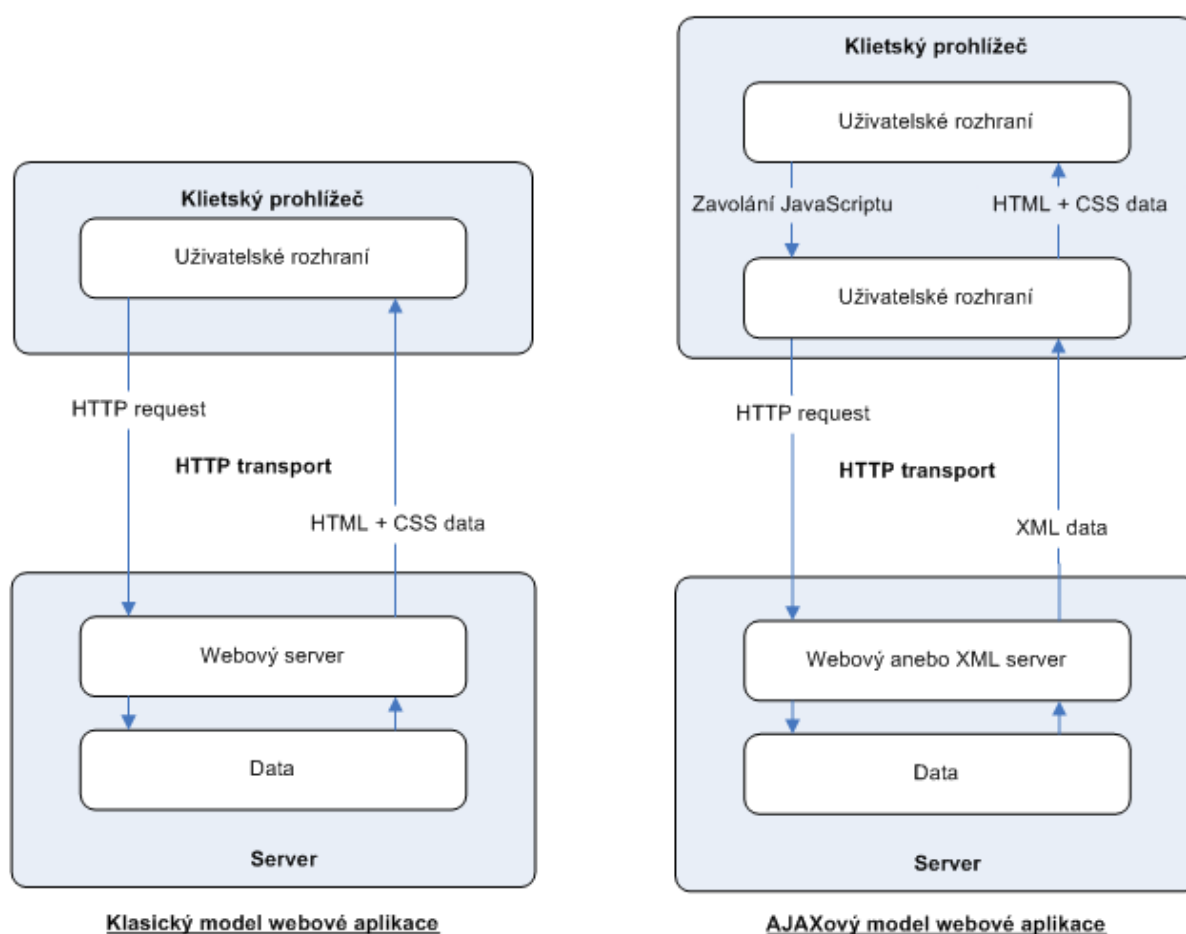 Klietský prohlížeč
Uživatelské rozhraní
HTTP request
HTTP transport
HTML + CSS data
Webový server
Data
Server
Klasický model webové aplikace
Klietský prohlížeč
Uživatelské rozhraní
Zavolání JavaScriptu
HTML + CSS data
Uživatelské rozhraní
HTTP request
HTTP transport
XML data
Webový anebo XML server
Data
Server
AJAXový model webové aplikace